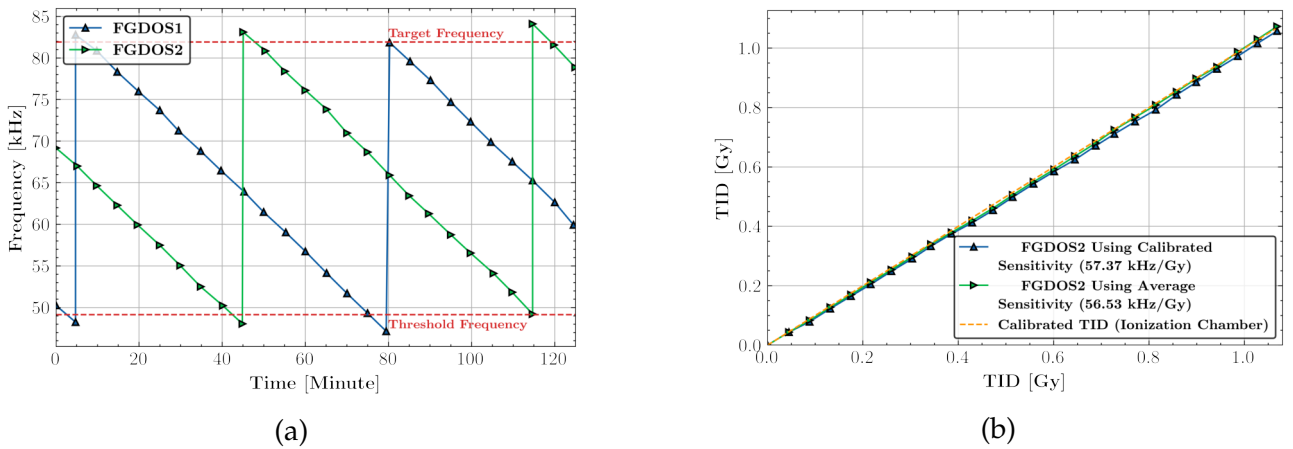 FGDOS1
FGDOS2
Target Frequency
Threshold Frequency
85
80
75
70
65
60
55
50
Frequency [kHz]
0
20
40
60
80
100
120
Time [Minute]
(a)
1.0
0.8
0.6
0.4
0.2
0.0
TID [Gy]
FGDOS2 Using Calibrated
Sensitivity (57.37 kHz/Gy)
FGDOS2 Using Average
Sensitivity (56.53 kHz/Gy)
Calibrated TID (Ionization Chamber)
0.0
0.2
0.4
0.6
0.8
1.0
TID [Gy]
(b)